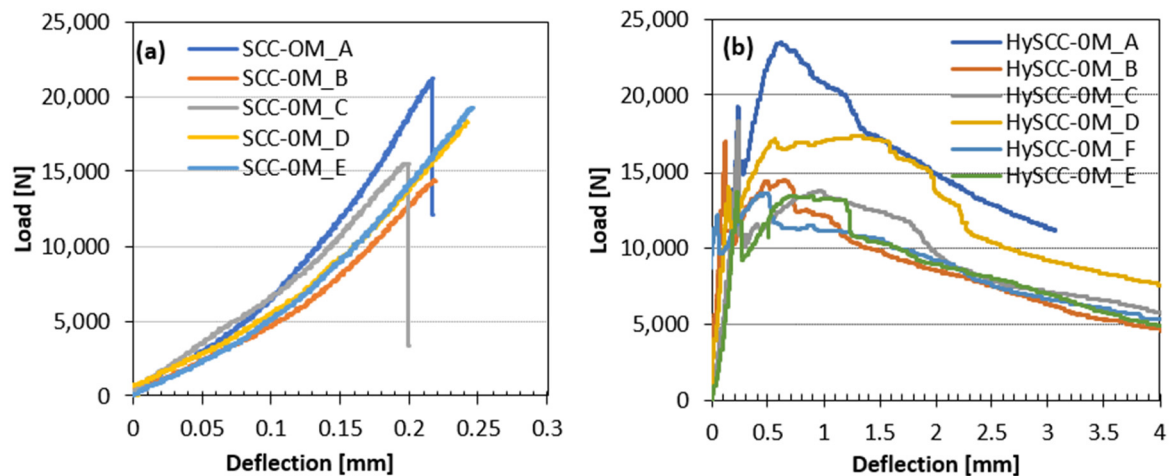 (a)
SCC-OM_A
SCC-0M_B
SCC-0M_C
SCC-0M_D
SCC-0M_E
25,000
20,000
15,000
10,000
5,000
0
Load [N]
0 0.05 0.1 0.15 0.2 0.25 0.3
Deflection [mm]
(b)
HySCC-0M_A
HySCC-0M_B
HySCC-0M_C
HySCC-0M_D
HySCC-0M_F
HySCC-0M_E
25,000
20,000
15,000
10,000
5,000
0
Load [N]
0 0.5 1 1.5 2 2.5 3 3.5 4
Deflection [mm]